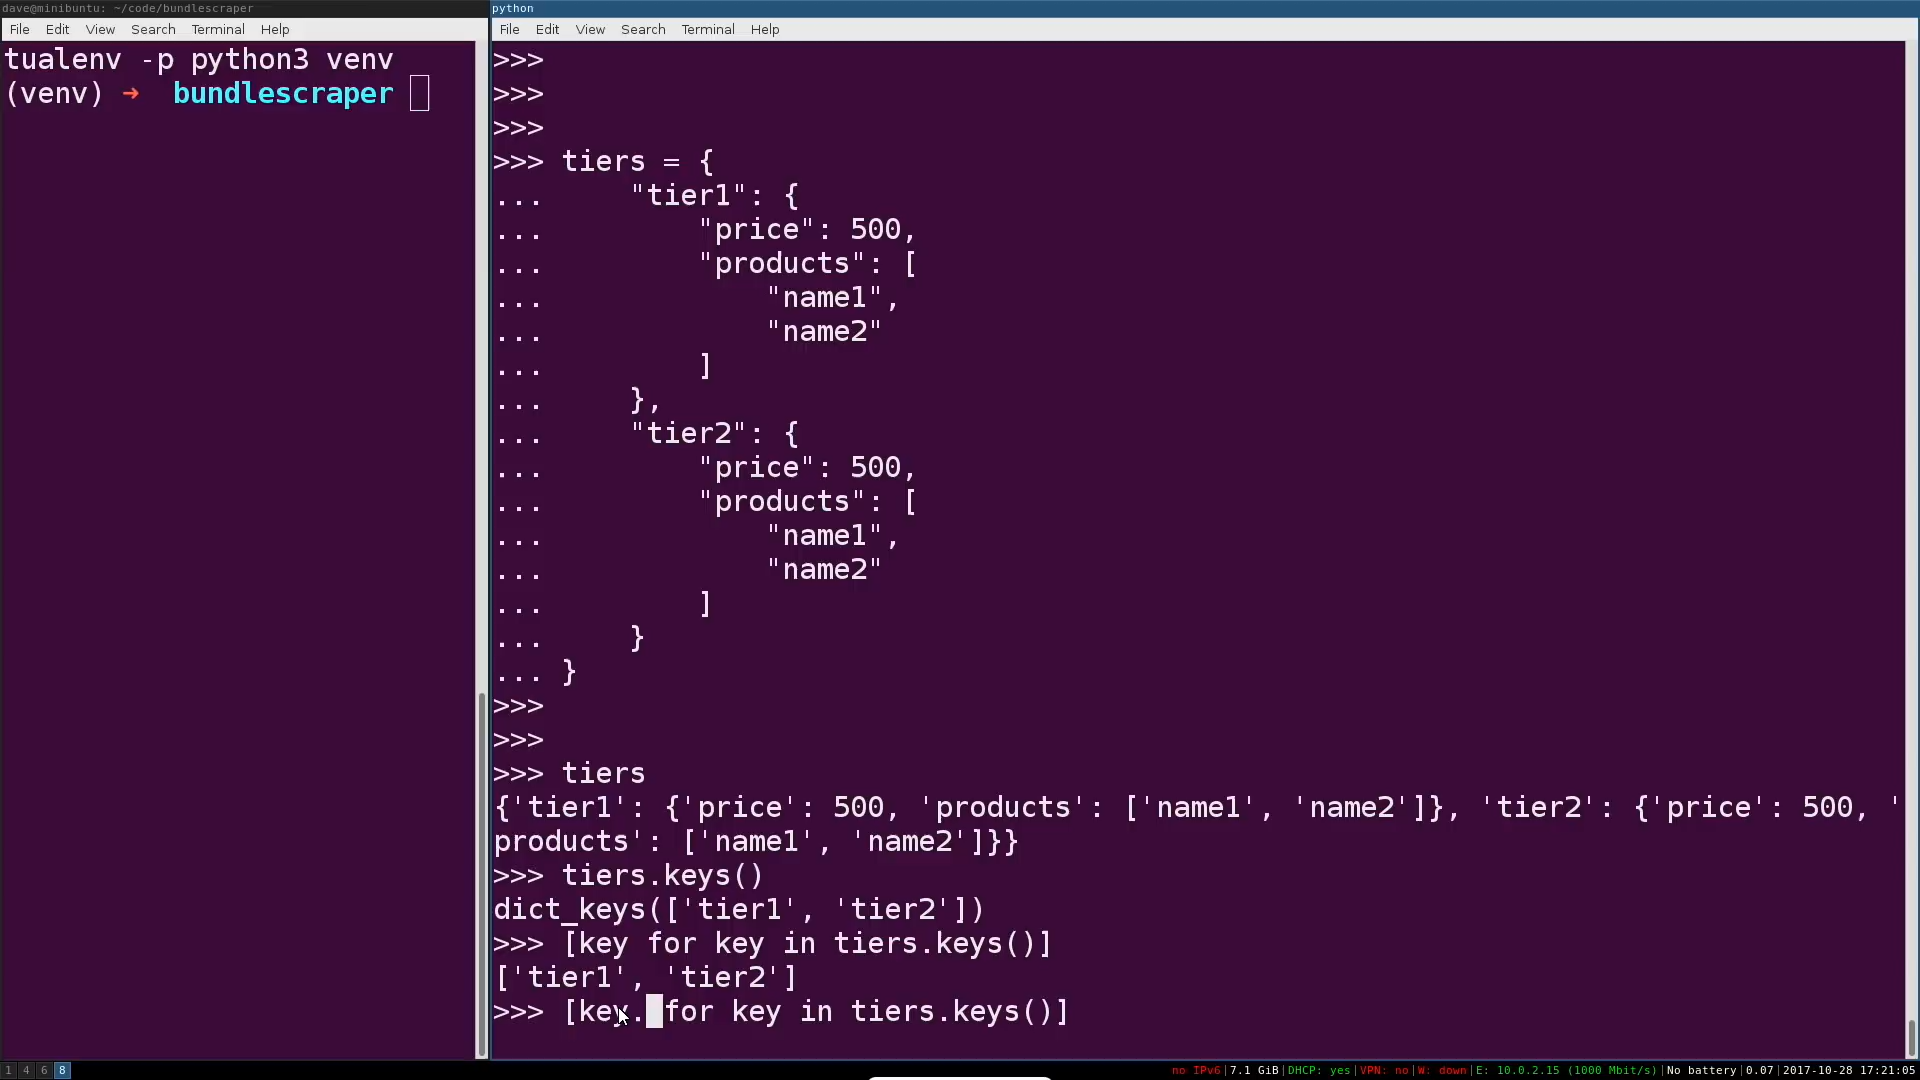 dave@minibuntu: ~/code/bundlescraper
File Edit View Search Terminal Help
tualenv -p python3 venv
(venv) ➜ bundlescraper
python
File Edit View Search Terminal Help
>>>
>>>
>>>
>>> tiers = {
...     "tier1": {
...         "price": 500,
...         "products": [
...             "name1",
...             "name2"
...         ]
...     },
...     "tier2": {
...         "price": 500,
...         "products": [
...             "name1",
...             "name2"
...         ]
...     }
... }
>>>
>>>
>>> tiers
{'tier1': {'price': 500, 'products': ['name1', 'name2']}, 'tier2': {'price': 500, '
products': ['name1', 'name2']}}
>>> tiers.keys()
dict_keys(['tier1', 'tier2'])
>>> [key for key in tiers.keys()]
['tier1', 'tier2']
>>> [key. for key in tiers.keys()]
1 4 6 8
no IPv6|7.1 GiB|DHCP: yes|VPN: no|W: down|E: 10.0.2.15 (1000 Mbit/s)|No battery|0.07|2017-10-28 17:21:05